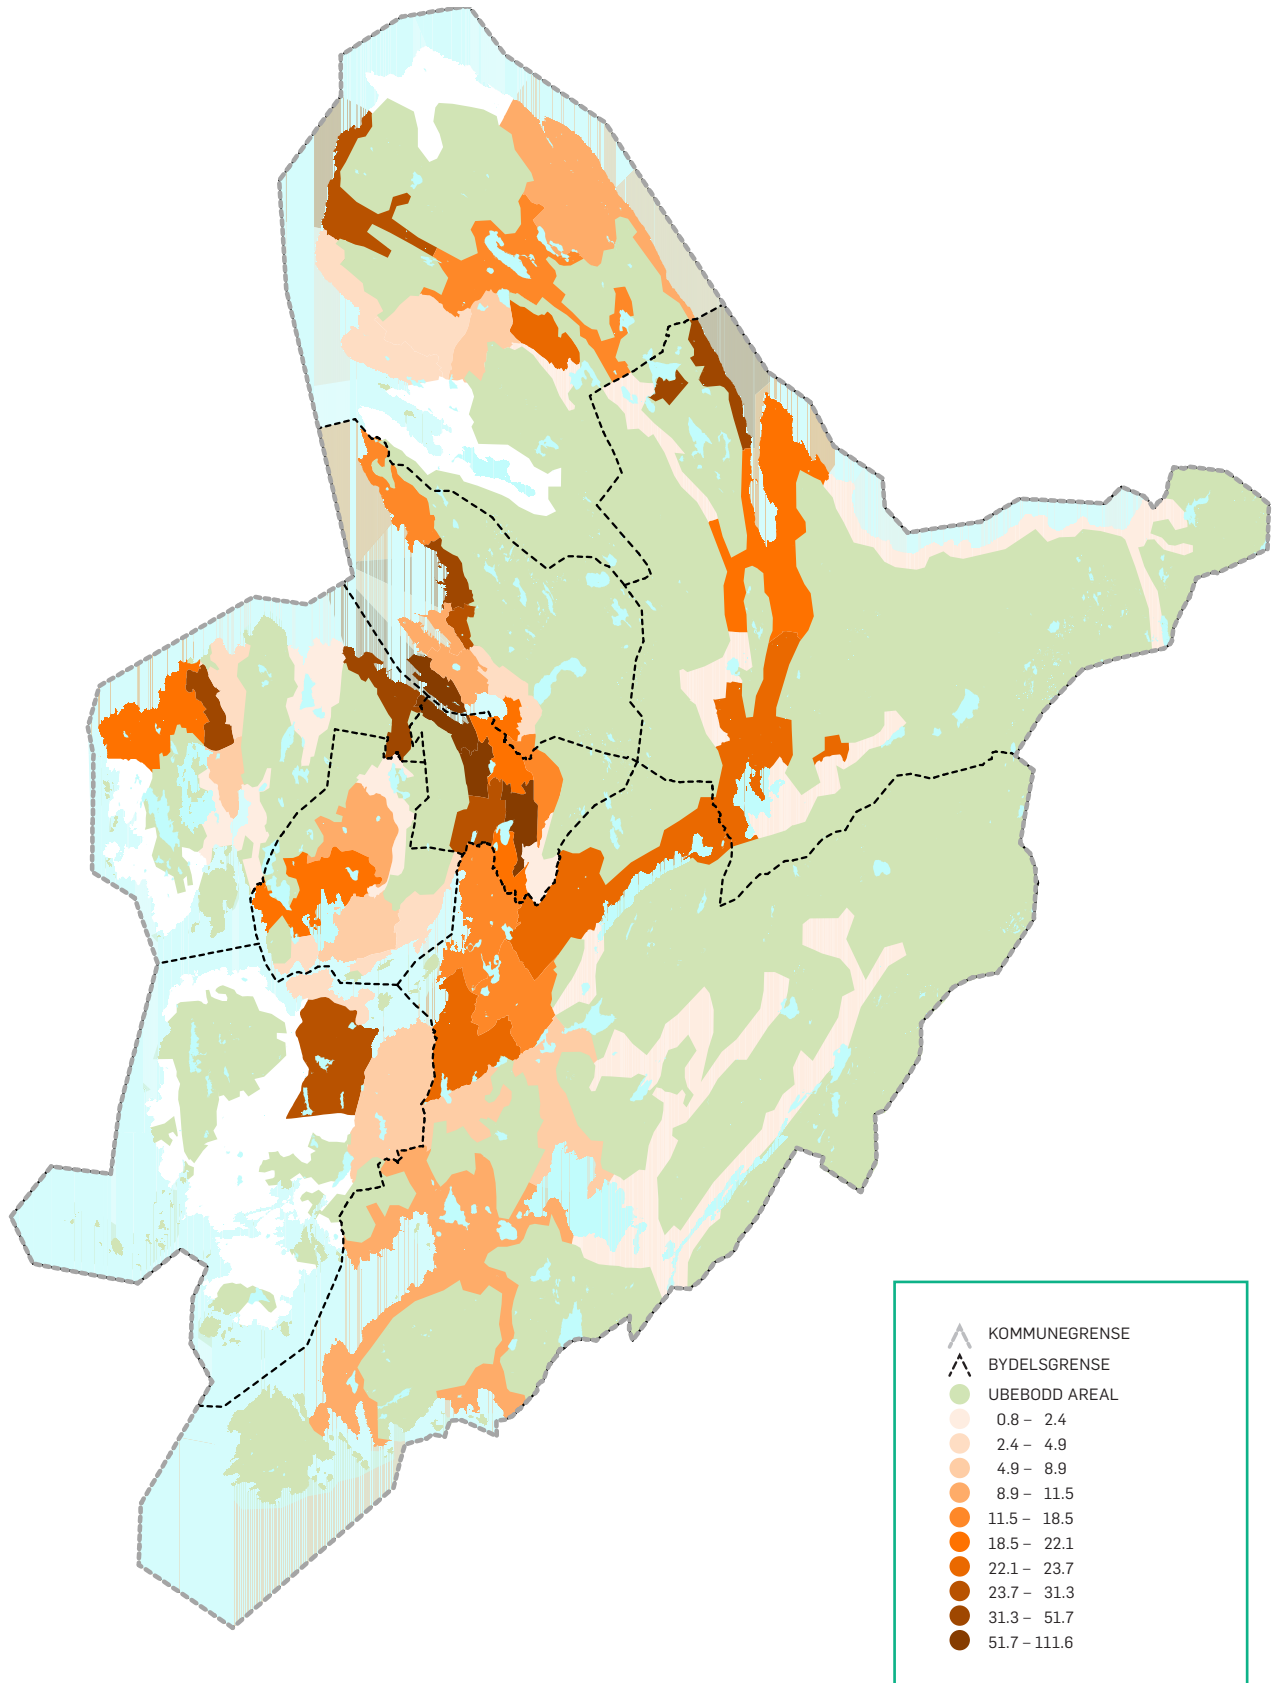 KOMMUNEGRENSE
BYDELSGRENSE
UBEBODD AREAL
0.8 – 2.4
2.4 – 4.9
4.9 – 8.9
8.9 – 11.5
11.5 – 18.5
18.5 – 22.1
22.1 – 23.7
23.7 – 31.3
31.3 – 51.7
51.7 – 111.6